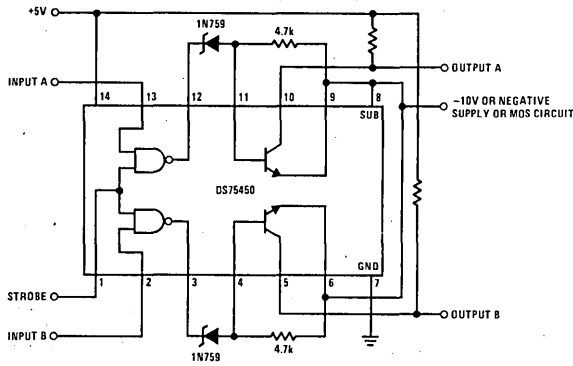 +5V
1N759
4.7k
OUTPUT A
INPUT A
14 13 12 11 10 9 8
SUB
-10V OR NEGATIVE
SUPPLY OR MOS CIRCUIT
DS75450
GND
1 2 3 4 5 6 7
STROBE
OUTPUT B
INPUT B
1N759
4.7k